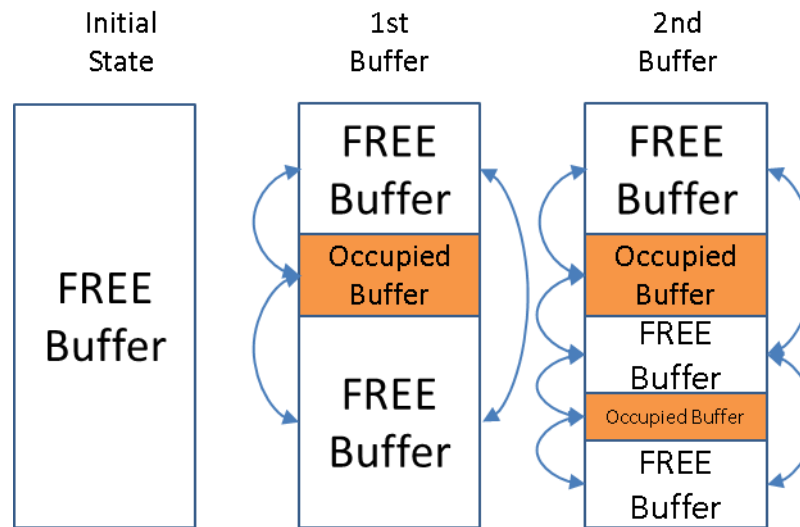 Initial
State
FREE
Buffer
1st
Buffer
FREE
Buffer
Occupied
Buffer
FREE
Buffer
2nd
Buffer
FREE
Buffer
Occupied
Buffer
FREE
Buffer
Occupied Buffer
FREE
Buffer